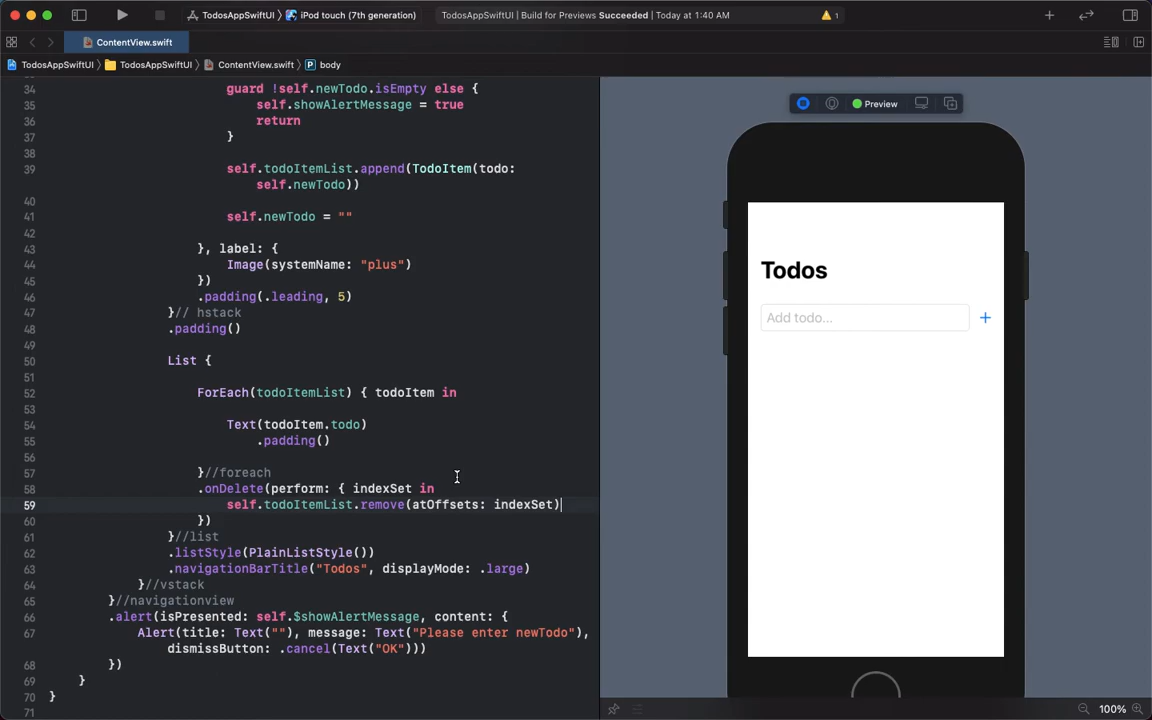 TodosAppSwiftUI 〉 iPod touch (7th generation)
TodosAppSwiftUI | Build for Previews Succeeded | Today at 1:40 AM
1
ContentView.swift
TodosAppSwiftUI 〉 TodosAppSwiftUI 〉 ContentView.swift 〉 P body
34 guard !self.newTodo.isEmpty else {
35 self.showAlertMessage = true
36 return
37 }
38
39 self.todoItemList.append(TodoItem(todo:
self.newTodo))
40
41 self.newTodo = ""
42
43 }, label: {
44 Image(systemName: "plus")
45 })
46 .padding(.leading, 5)
47 }// hstack
48 .padding()
49
50 List {
51
52 ForEach(todoItemList) { todoItem in
53
54 Text(todoItem.todo)
55 .padding()
56
57 }//foreach
58 .onDelete(perform: { indexSet in
59 self.todoItemList.remove(atOffsets: indexSet)
60 })
61 }//list
62 .listStyle(PlainListStyle())
63 .navigationBarTitle("Todos", displayMode: .large)
64 }//vstack
65 }//navigationview
66 .alert(isPresented: self.$showAlertMessage, content: {
67 Alert(title: Text(""), message: Text("Please enter newTodo"),
dismissButton: .cancel(Text("OK")))
68 })
69 }
70 }
71
Preview
Todos
Add todo...
100%